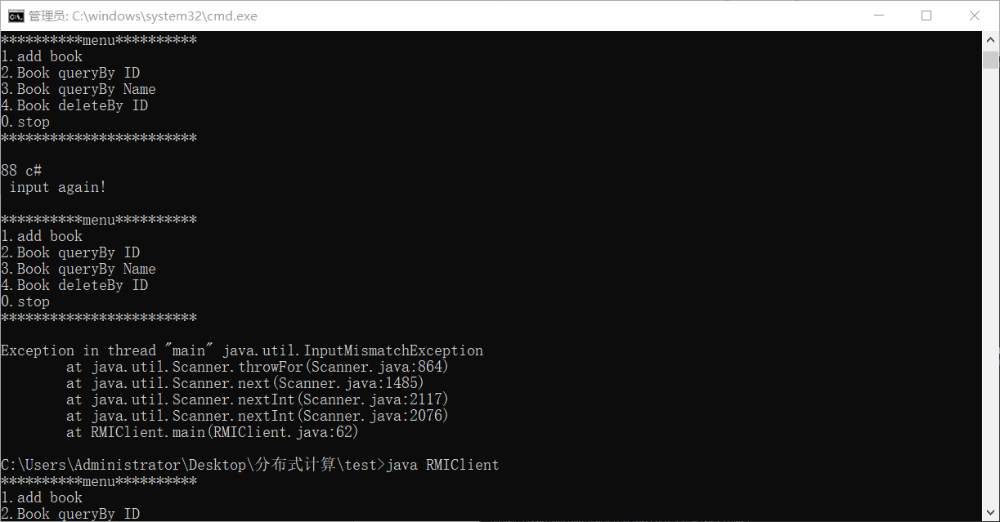 管理员: C:\windows\system32\cmd.exe
**********menu**********
1.add book
2.Book queryBy ID
3.Book queryBy Name
4.Book deleteBy ID
0.stop
************************
88 c#
input again!
**********menu**********
1.add book
2.Book queryBy ID
3.Book queryBy Name
4.Book deleteBy ID
0.stop
************************
Exception in thread "main" java.util.InputMismatchException
at java.util.Scanner.throwFor(Scanner.java:864)
at java.util.Scanner.next(Scanner.java:1485)
at java.util.Scanner.nextInt(Scanner.java:2117)
at java.util.Scanner.nextInt(Scanner.java:2076)
at RMIClient.main(RMIClient.java:62)
C:\Users\Administrator\Desktop\分布式计算\test>java RMIClient
**********menu**********
1.add book
2.Book queryBy ID